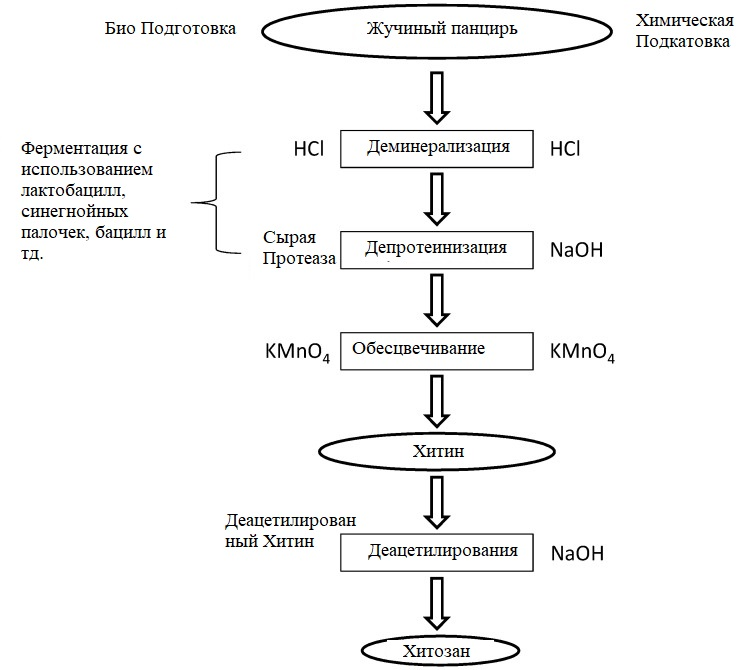 Био Подготовка
Жучиный панцирь
Химическая
Подкатовка
Ферментация с
использованием
лактобацилл,
синегнойных
палочек, бацилл и
тд.
HCl
Деминерализация
HCl
Сырая
Протеаза
Депротеинизация
NaOH
KMnO₄
Обесцвечивание
KMnO₄
Хитин
Деацетилирован
ный Хитин
Деацетилирования
NaOH
Хитозан